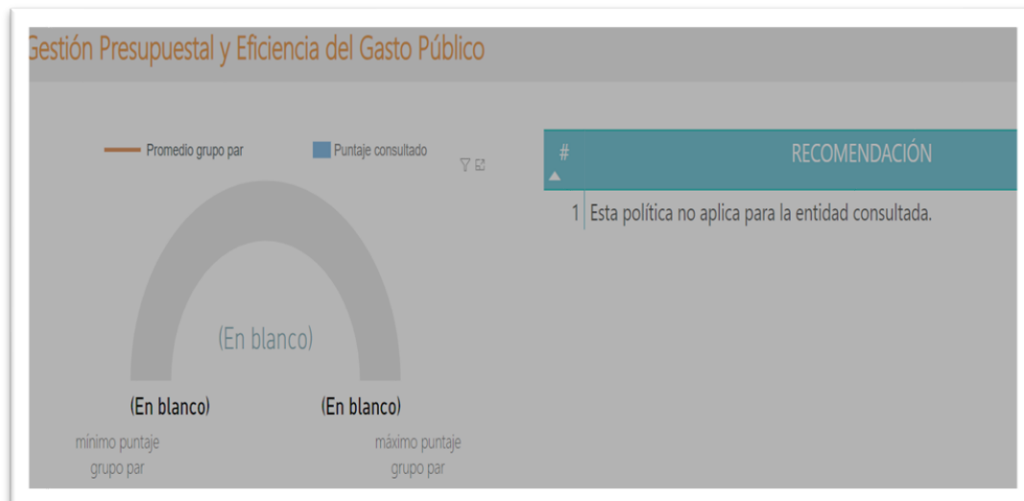 Gestión Presupuestal y Eficiencia del Gasto Público
Promedio grupo par
Puntaje consultado
(En blanco)
(En blanco)
(En blanco)
mínimo puntaje
grupo par
máximo puntaje
grupo par
# RECOMENDACIÓN
1 Esta política no aplica para la entidad consultada.